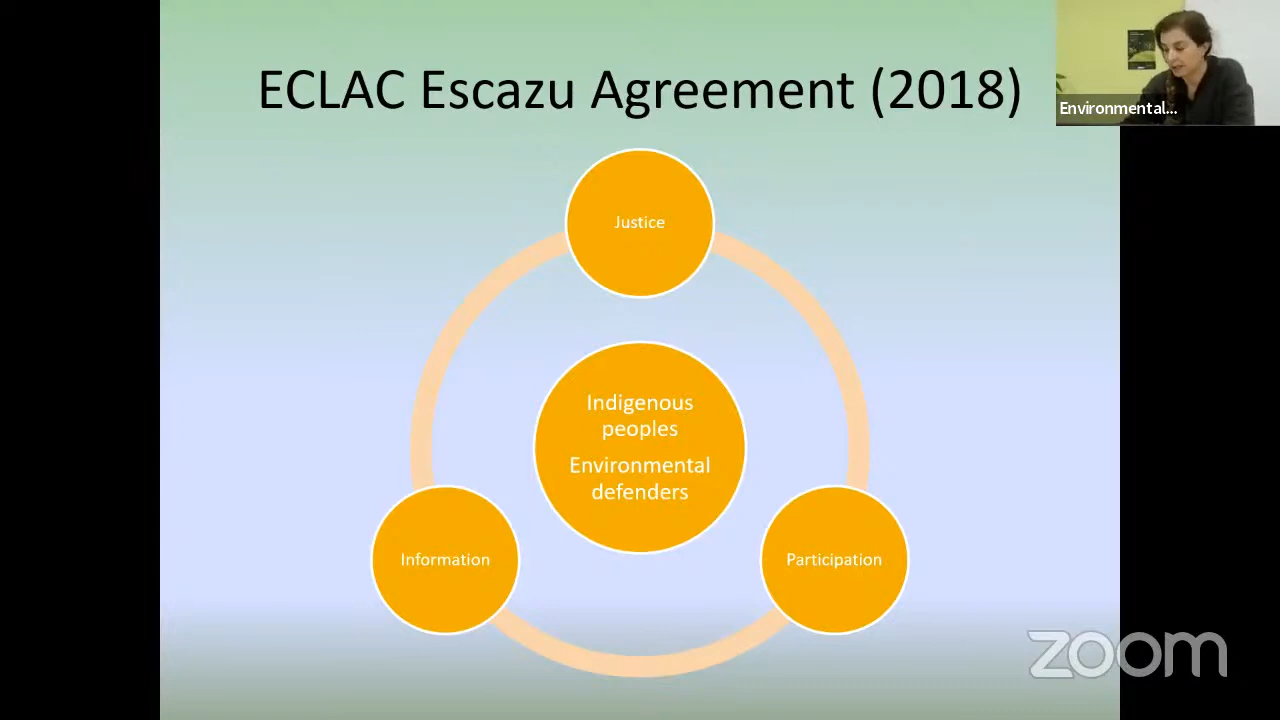 ECLAC Escazu Agreement (2018)
Environmental...
Justice
Indigenous
peoples
Environmental
defenders
Information
Participation
zoom